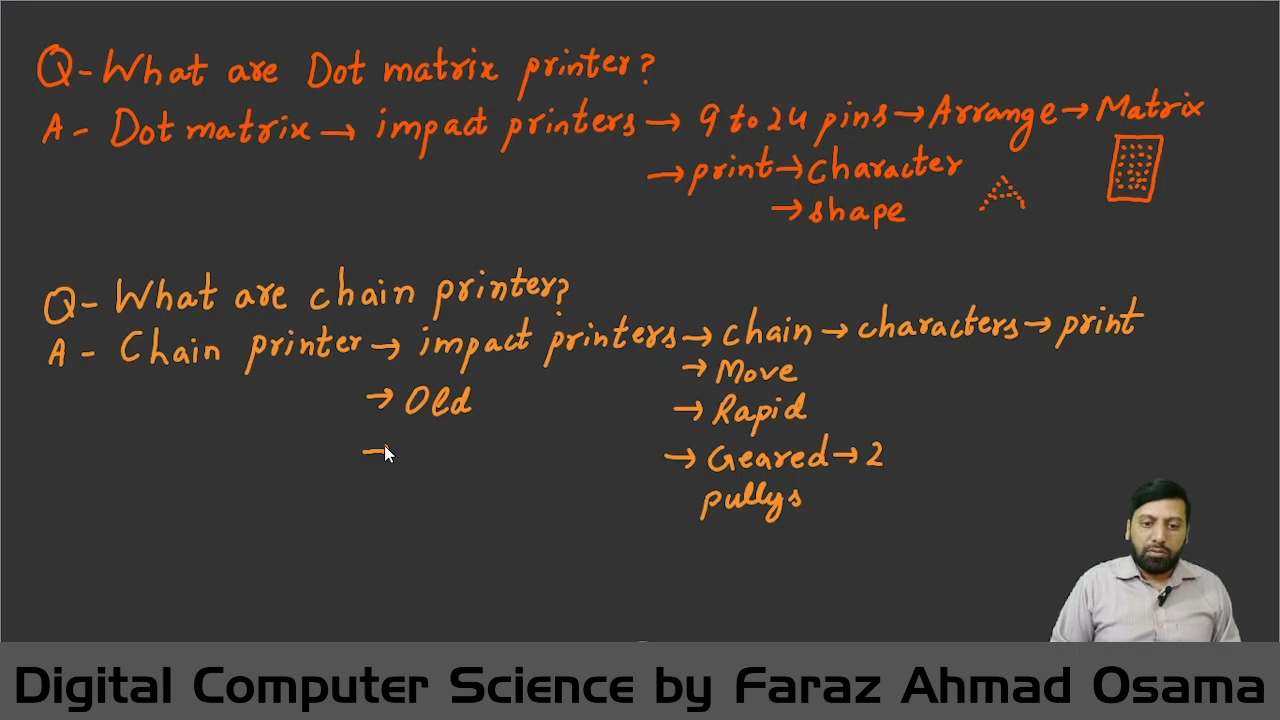 Q- What are Dot matrix printer?
A- Dot matrix → impact printers → 9 to 24 pins → Arrange → Matrix
→ print → character
→ shape
Q- What are chain printer?
A- Chain printer → impact printers → chain → characters → print
→ Move
→ Old
→ Rapid
→ Geared → 2
pullys
Digital Computer Science by Faraz Ahmad Osama